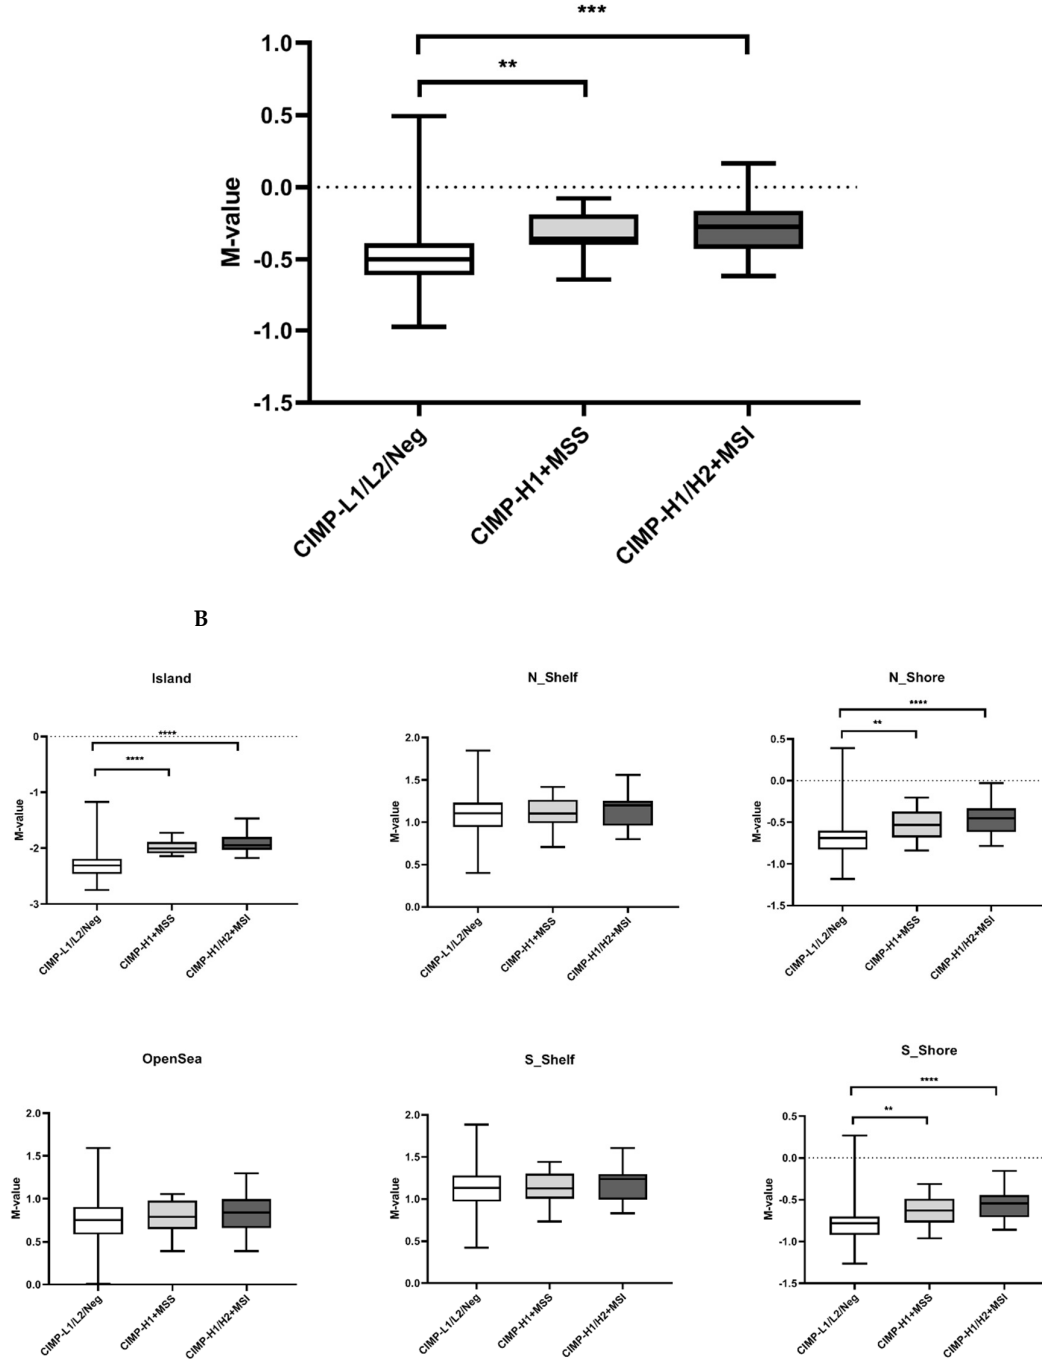 ***
**
1.0
0.5
0.0
-0.5
-1.0
-1.5
M-value
CIMP-L1/L2/Neg
CIMP-H1+MSS
CIMP-H1/H2+MSI
B
Island
****
****
0
-1
-2
-3
M-value
CIMP-L1/L2/Neg
CIMP-H1+MSS
CIMP-H1/H2+MSI
N_Shelf
2.0
1.5
1.0
0.5
0.0
M-value
CIMP-L1/L2/Neg
CIMP-H1+MSS
CIMP-H1/H2+MSI
N_Shore
****
**
0.5
0.0
-0.5
-1.0
-1.5
M-value
CIMP-L1/L2/Neg
CIMP-H1+MSS
CIMP-H1/H2+MSI
OpenSea
2.0
1.5
1.0
0.5
0.0
M-value
CIMP-L1/L2/Neg
CIMP-H1+MSS
CIMP-H1/H2+MSI
S_Shelf
2.0
1.5
1.0
0.5
0.0
M-value
CIMP-L1/L2/Neg
CIMP-H1+MSS
CIMP-H1/H2+MSI
S_Shore
****
**
0.5
0.0
-0.5
-1.0
-1.5
M-value
CIMP-L1/L2/Neg
CIMP-H1+MSS
CIMP-H1/H2+MSI